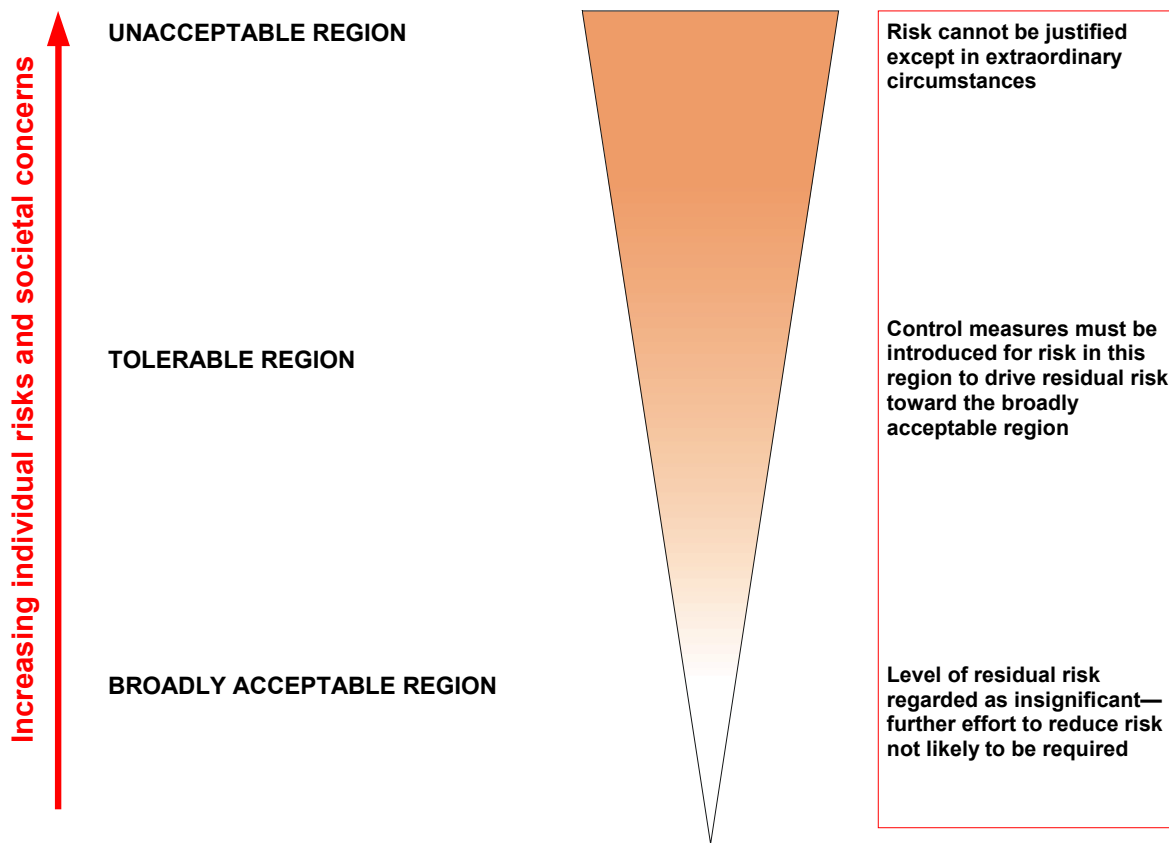 Increasing individual risks and societal concerns
UNACCEPTABLE REGION
Risk cannot be justified
except in extraordinary
circumstances
TOLERABLE REGION
Control measures must be
introduced for risk in this
region to drive residual risk
toward the broadly
acceptable region
BROADLY ACCEPTABLE REGION
Level of residual risk
regarded as insignificant—
further effort to reduce risk
not likely to be required